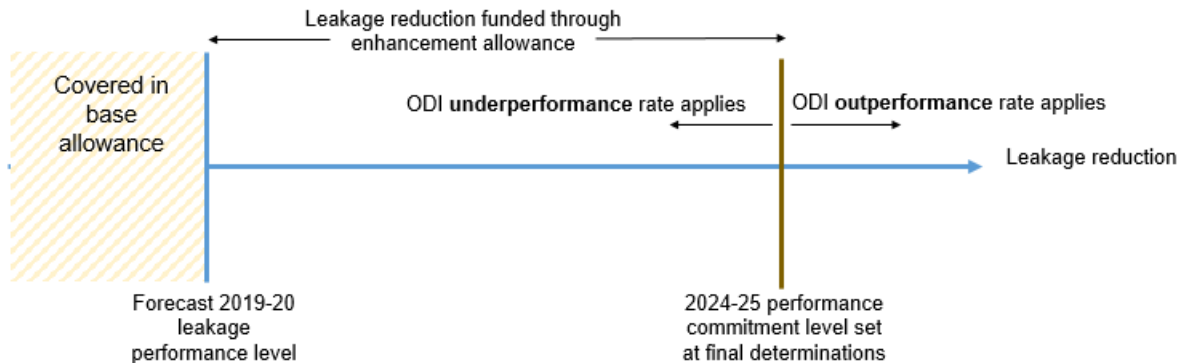 Leakage reduction funded through
enhancement allowance
Covered in
base
allowance
ODI underperformance rate applies
ODI outperformance rate applies
Leakage reduction
Forecast 2019-20
leakage
performance level
2024-25 performance
commitment level set
at final determinations